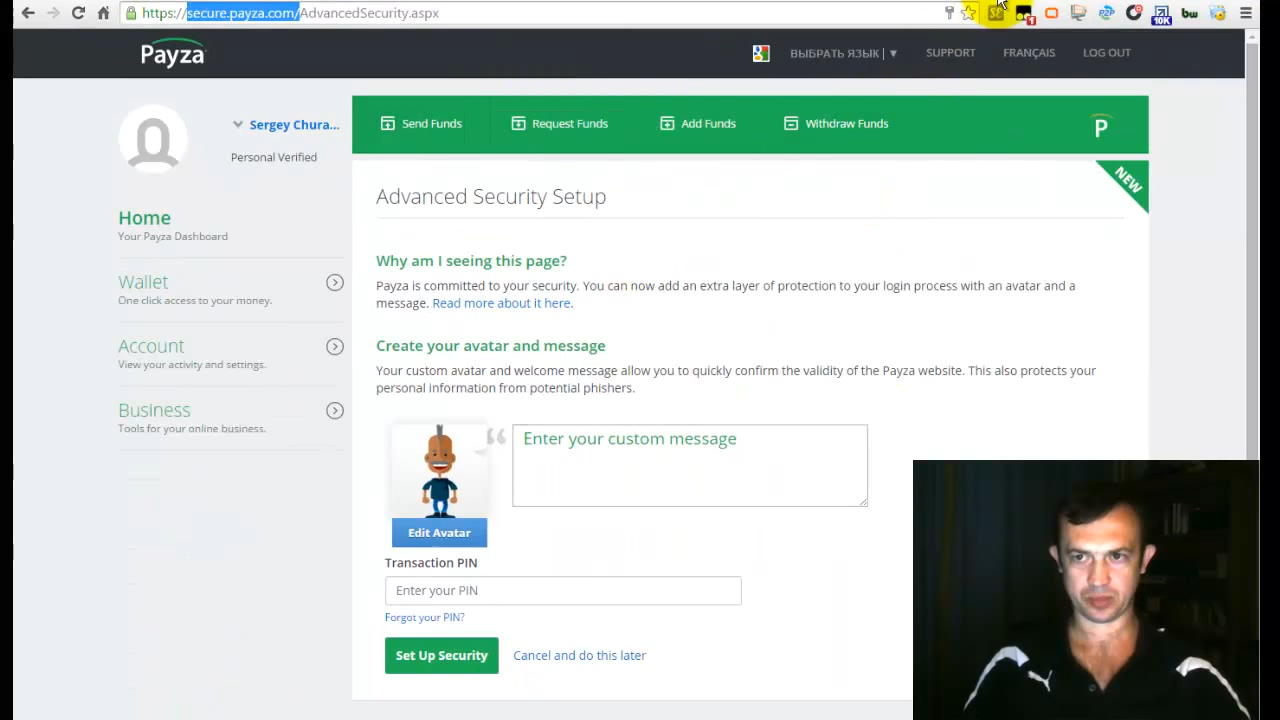 https://secure.payza.com/AdvancedSecurity.aspx
1
10K
bw
Payza
ВЫБРАТЬ ЯЗЫК | ▼
SUPPORT
FRANÇAIS
LOG OUT
Sergey Chura...
Personal Verified
Send Funds
Request Funds
Add Funds
Withdraw Funds
P
Home
Your Payza Dashboard
Wallet
One click access to your money.
Account
View your activity and settings.
Business
Tools for your online business.
NEW
Advanced Security Setup
Why am I seeing this page?
Payza is committed to your security. You can now add an extra layer of protection to your login process with an avatar and a
message. Read more about it here.
Create your avatar and message
Your custom avatar and welcome message allow you to quickly confirm the validity of the Payza website. This also protects your
personal information from potential phishers.
Enter your custom message
Edit Avatar
Transaction PIN
Enter your PIN
Forgot your PIN?
Set Up Security
Cancel and do this later